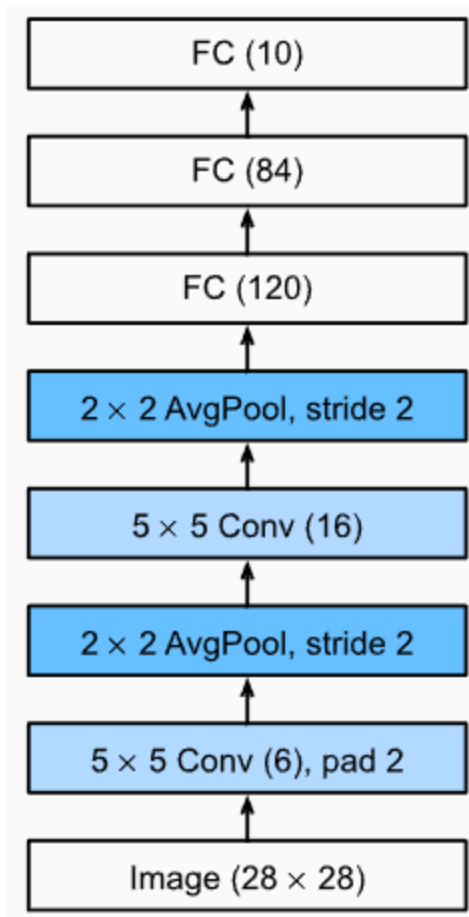 FC (10)
FC (84)
FC (120)
2 × 2 AvgPool, stride 2
5 × 5 Conv (16)
2 × 2 AvgPool, stride 2
5 × 5 Conv (6), pad 2
Image (28 × 28)